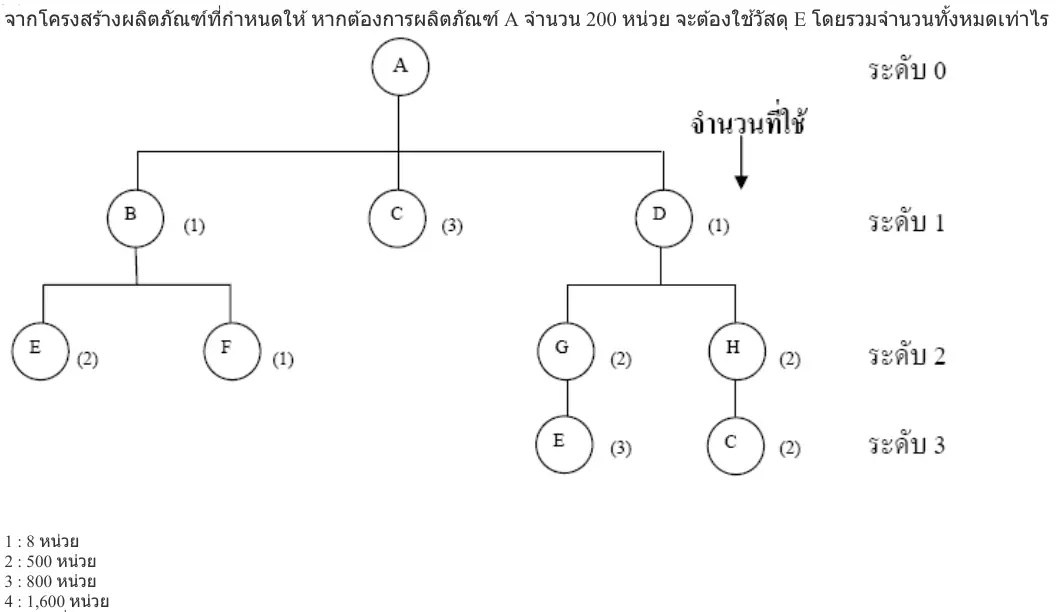 จากโครงสร้างผลิตภัณฑ์ที่กำหนดให้ หากต้องการผลิตภัณฑ์ A จำนวน 200 หน่วย จะต้องใช้วัสดุ E โดยรวมจำนวนทั้งหมดเท่าไร
A ระดับ 0
จำนวนที่ใช้
B (1) C (3) D (1) ระดับ 1
E (2) F (1) G (2) H (2) ระดับ 2
E (3) C (2) ระดับ 3
1 : 8 หน่วย
2 : 500 หน่วย
3 : 800 หน่วย
4 : 1,600 หน่วย